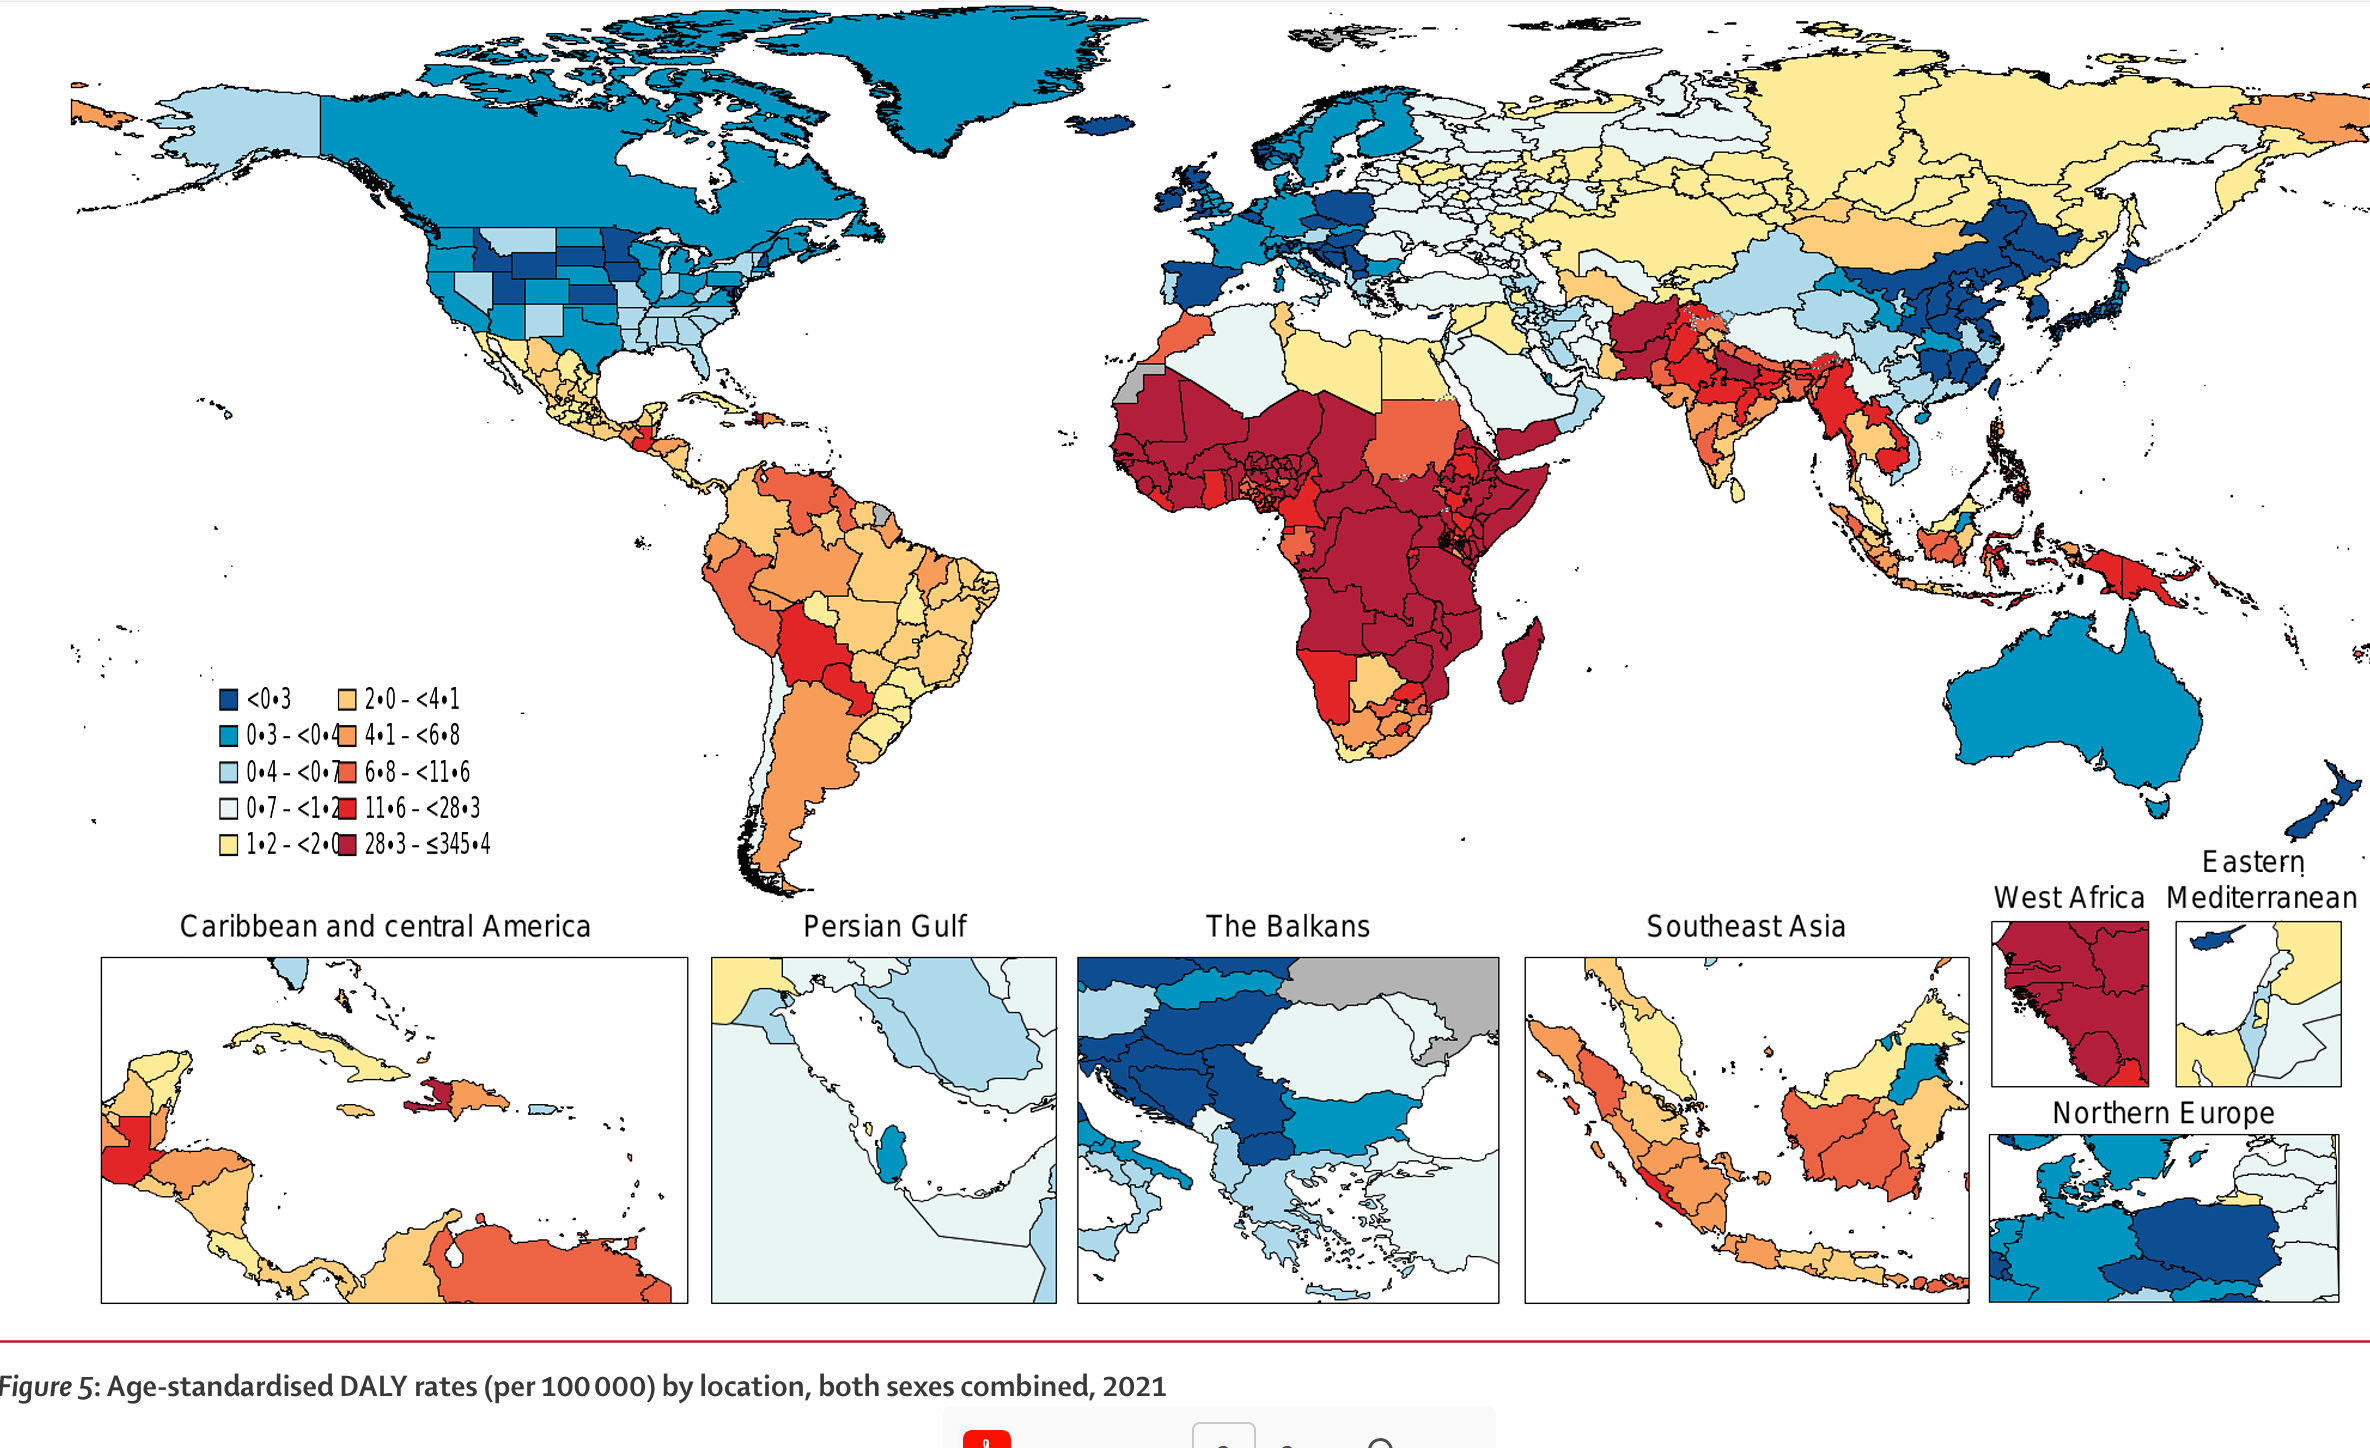 <0•3
2•0 – <4•1
0•3 – <0•4
4•1 – <6•8
0•4 – <0•7
6•8 – <11•6
0•7 – <1•2
11•6 – <28•3
1•2 – <2•0
28•3 – ≤345•4
Caribbean and central America
Persian Gulf
The Balkans
Southeast Asia
West Africa
Eastern
Mediterranean
Northern Europe
Figure 5: Age-standardised DALY rates (per 100 000) by location, both sexes combined, 2021